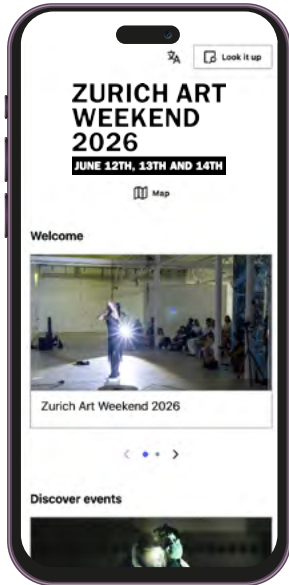 Look it up
ZURICH ART
WEEKEND
2026
JUNE 12TH, 13TH AND 14TH
Map
Welcome
Zurich Art Weekend 2026
Discover events